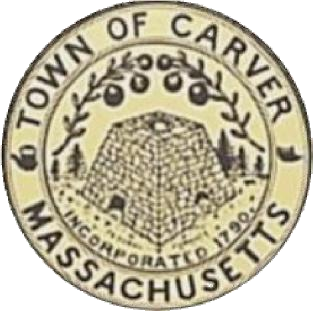 TOWN OF CARVER
INCORPORATED 1790.
MASSACHUSETTS